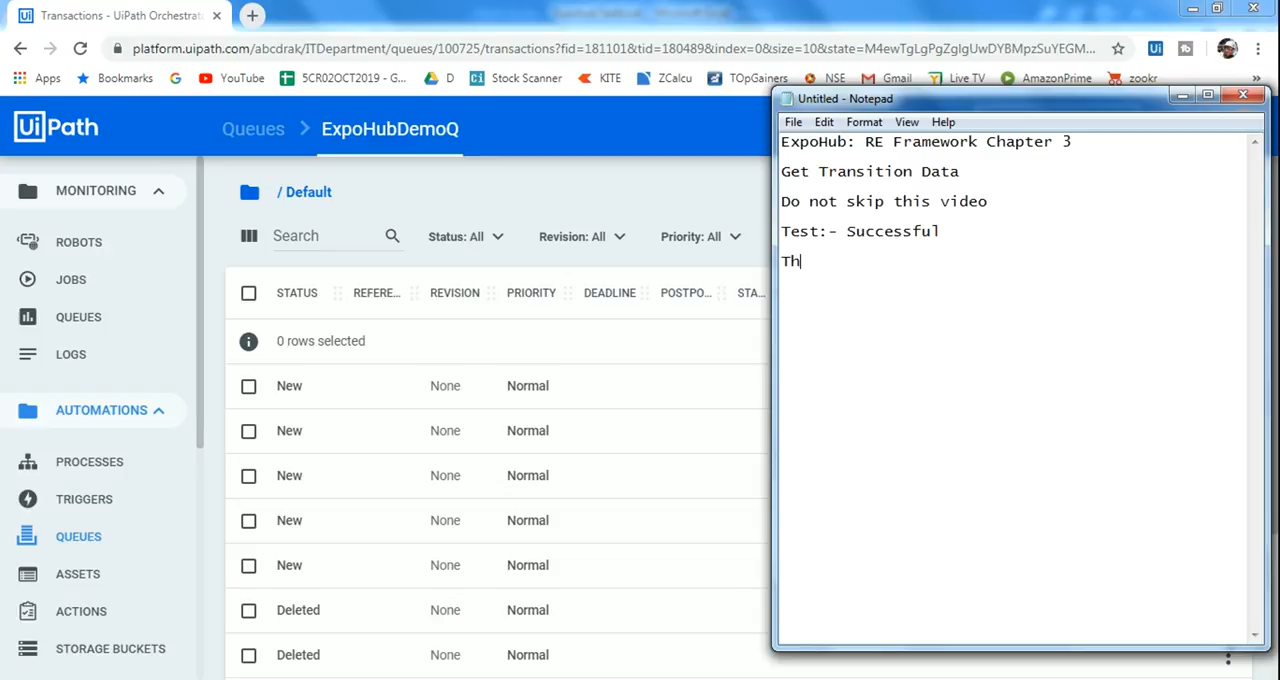 Transactions - UiPath Orchestrato
platform.uipath.com/abcdrak/ITDepartment/queues/100725/transactions?fid=181101&tid=180489&index=0&size=10&state=M4ewTgLgPgZglgUwDYBMpzSuYEGM...
Apps Bookmarks YouTube 5CR02OCT2019 - G... D Stock Scanner KITE ZCalcu TOpGainers NSE Gmail Live TV AmazonPrime zookr »
UiPath
Queues > ExpoHubDemoQ
MONITORING
ROBOTS
JOBS
QUEUES
LOGS
AUTOMATIONS
PROCESSES
TRIGGERS
QUEUES
ASSETS
ACTIONS
STORAGE BUCKETS
/ Default
Search Status: All Revision: All Priority: All
STATUS REFERE... REVISION PRIORITY DEADLINE POSTPO... STA...
0 rows selected
New None Normal
New None Normal
New None Normal
New None Normal
New None Normal
Deleted None Normal
Deleted None Normal
Untitled - Notepad
File Edit Format View Help
ExpoHub: RE Framework Chapter 3
Get Transition Data
Do not skip this video
Test:- Successful
Th